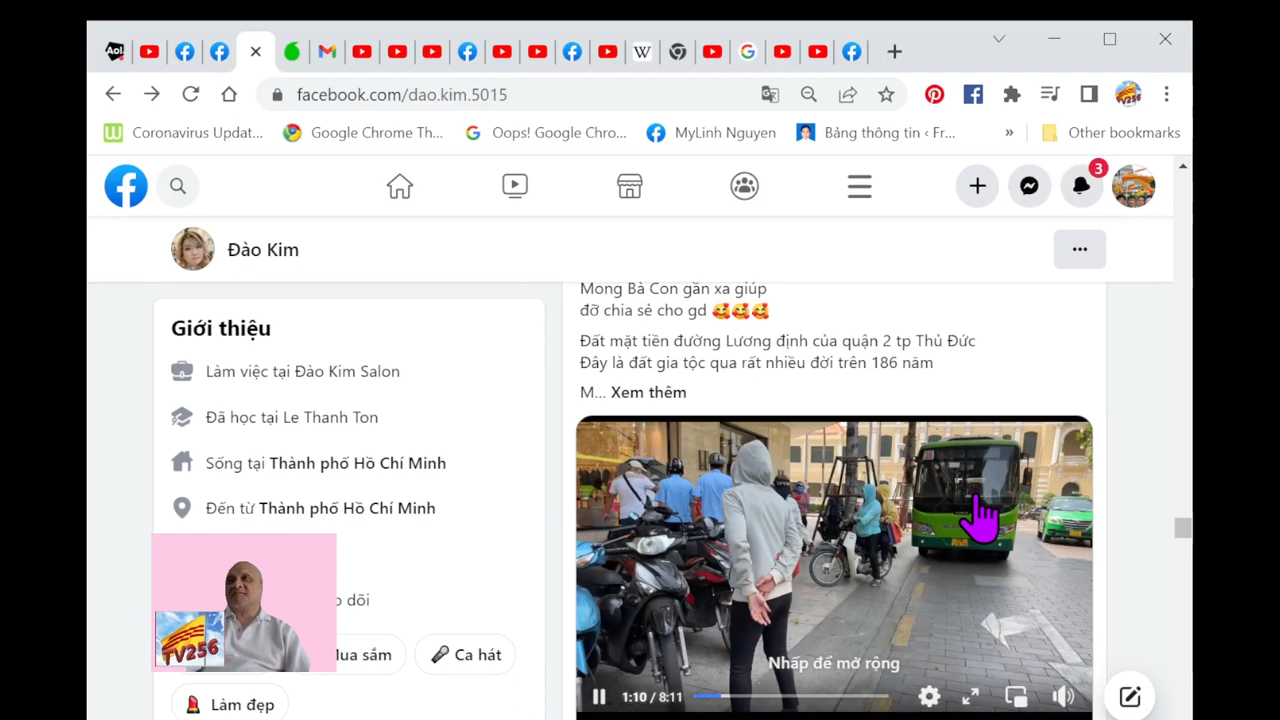 Aol.
W
G
facebook.com/dao.kim.5015
Coronavirus Updat...
Google Chrome Th...
Oops! Google Chro...
MyLinh Nguyen
Bảng thông tin ‹ Fr...
»
Other bookmarks
3
Đào Kim
Giới thiệu
Làm việc tại Đào Kim Salon
Đã học tại Le Thanh Ton
Sống tại Thành phố Hồ Chí Minh
Đến từ Thành phố Hồ Chí Minh
dõi
ua sắm
Ca hát
Làm đẹp
TV256
Mong Bà Con gần xa giúp
đỡ chia sẻ cho gd 🥰🥰🥰
Đất mặt tiền đường Lương định của quận 2 tp Thủ Đức
Đây là đất gia tộc qua rất nhiều đời trên 186 năm
M... Xem thêm
Nhấp để mở rộng
1:10 / 8:11